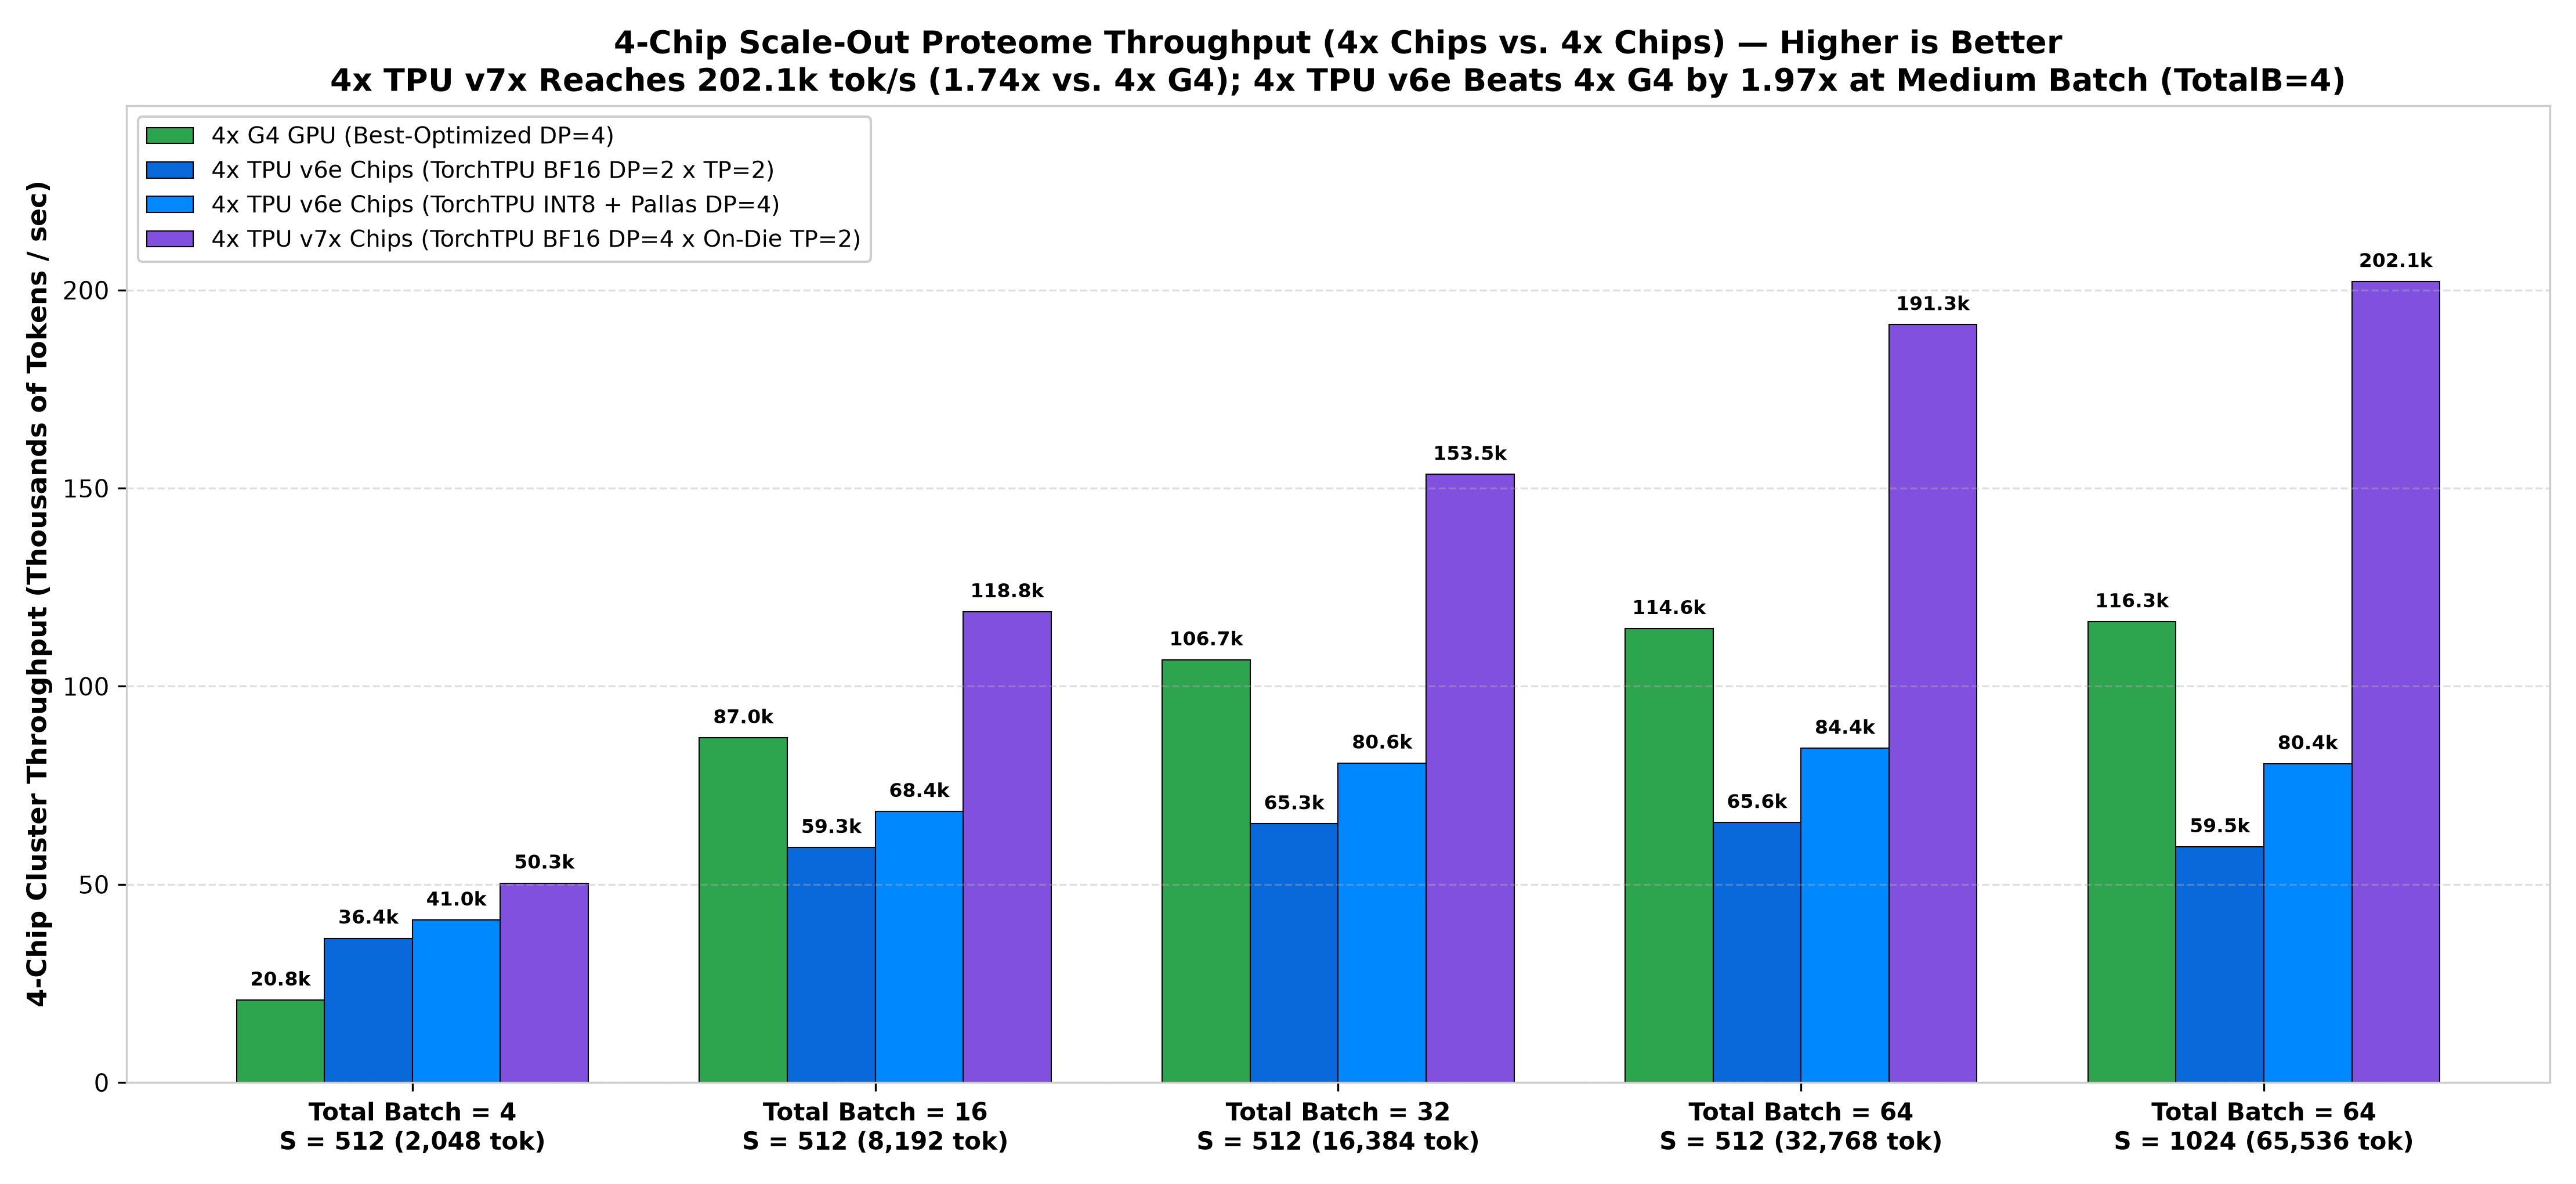 4-Chip Scale-Out Proteome Throughput (4x Chips vs. 4x Chips) — Higher is Better
4x TPU v7x Reaches 202.1k tok/s (1.74x vs. 4x G4); 4x TPU v6e Beats 4x G4 by 1.97x at Medium Batch (TotalB=4)
4x G4 GPU (Best-Optimized DP=4)
4x TPU v6e Chips (TorchTPU BF16 DP=2 x TP=2)
4x TPU v6e Chips (TorchTPU INT8 + Pallas DP=4)
4x TPU v7x Chips (TorchTPU BF16 DP=4 x On-Die TP=2)
4-Chip Cluster Throughput (Thousands of Tokens / sec)
200
150
100
50
0
20.8k
36.4k
41.0k
50.3k
87.0k
59.3k
68.4k
118.8k
106.7k
65.3k
80.6k
153.5k
114.6k
65.6k
84.4k
191.3k
116.3k
59.5k
80.4k
202.1k
Total Batch = 4
S = 512 (2,048 tok)
Total Batch = 16
S = 512 (8,192 tok)
Total Batch = 32
S = 512 (16,384 tok)
Total Batch = 64
S = 512 (32,768 tok)
Total Batch = 64
S = 1024 (65,536 tok)